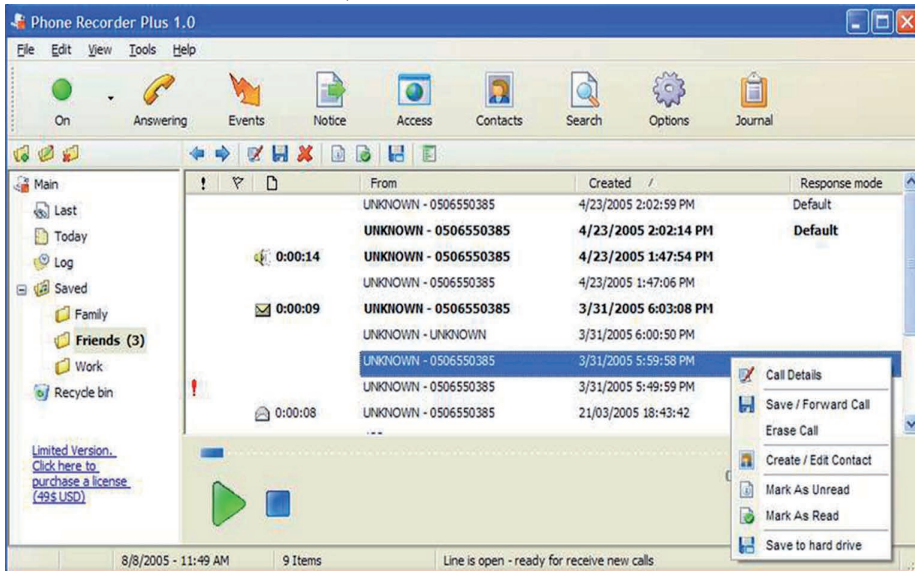 Phone Recorder Plus 1.0
File Edit View Tools Help
On Answering Events Notice Access Contacts Search Options Journal
Main ! From Created / Response mode
Last UNKNOWN - 0506550385 4/23/2005 2:02:59 PM Default
Today UNKNOWN - 0506550385 4/23/2005 2:02:14 PM Default
Log 0:00:14 UNKNOWN - 0506550385 4/23/2005 1:47:54 PM
Saved UNKNOWN - 0506550385 4/23/2005 1:47:06 PM
Family 0:00:09 UNKNOWN - 0506550385 3/31/2005 6:03:08 PM
Friends (3) UNKNOWN - UNKNOWN 3/31/2005 6:00:50 PM
Work UNKNOWN - 0506550385 3/31/2005 5:59:58 PM
Recycle bin ! UNKNOWN - 0506550385 3/31/2005 5:49:59 PM
0:00:08 UNKNOWN - 0506550385 21/03/2005 18:43:42
Call Details
Save / Forward Call
Erase Call
Create / Edit Contact
Mark As Unread
Mark As Read
Save to hard drive
Limited Version.
Click here to
purchase a license
(49$ USD)
8/8/2005 - 11:49 AM 9 Items Line is open - ready for receive new calls